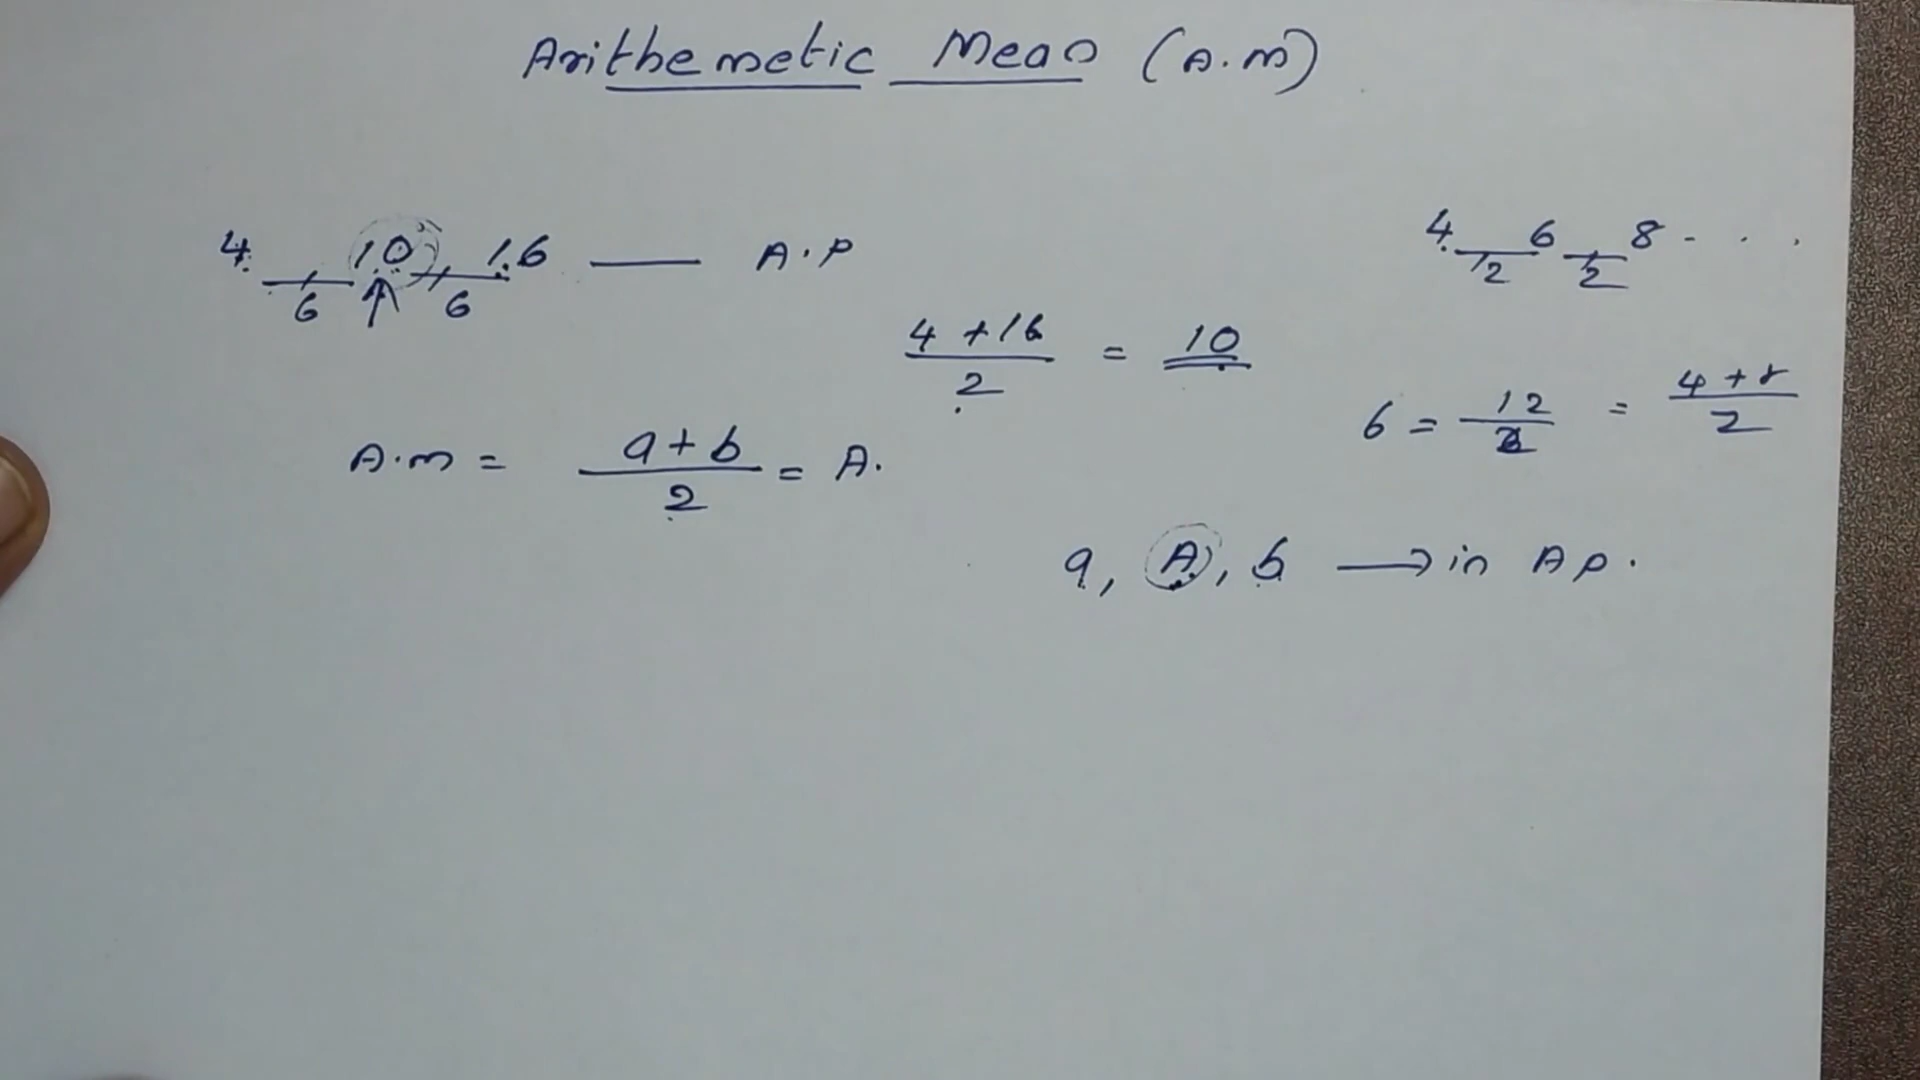 Arithemetic Mean (A.m)
4 10 16 —— A.P
6 6
4 6 8 - . . .
2 2
4 + 16 / 2 = 10
6 = 12 / 2 = 4 + 8 / 2
A.m = a + b / 2 = A.
a, A, b → in A P.